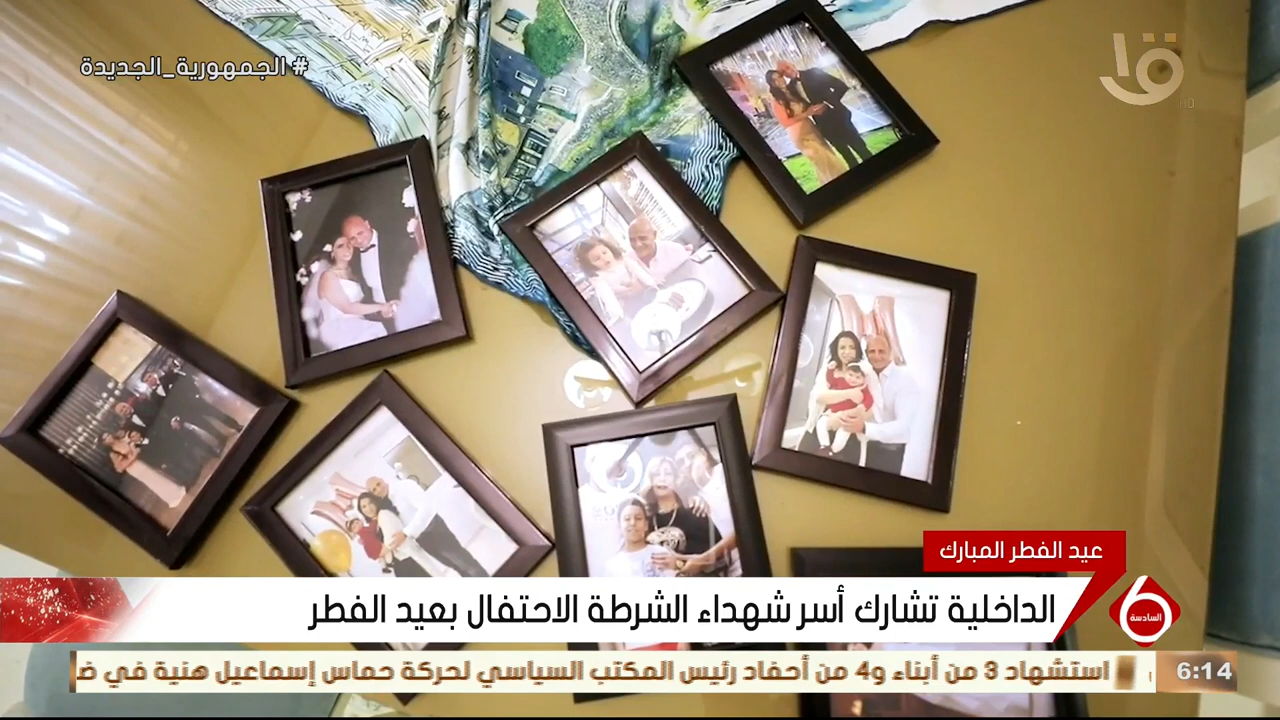 #الجمهورية_الجديدة
HD
عيد الفطر المبارك
الداخلية تشارك أسر شهداء الشرطة الاحتفال بعيد الفطر
السادسة
استشهاد 3 من أبناء و4 من أحفاد رئيس المكتب السياسي لحركة حماس إسماعيل هنية في
6:14